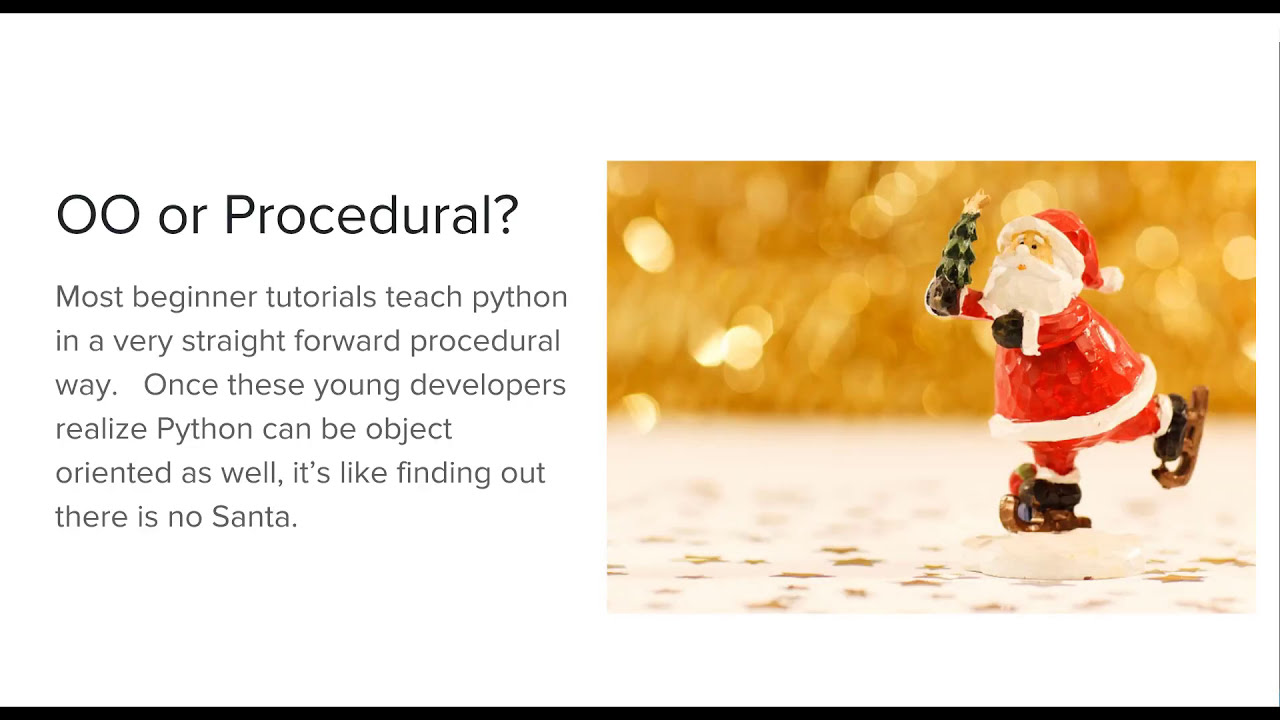 OO or Procedural?
Most beginner tutorials teach python
in a very straight forward procedural
way.   Once these young developers
realize Python can be object
oriented as well, it’s like finding out
there is no Santa.